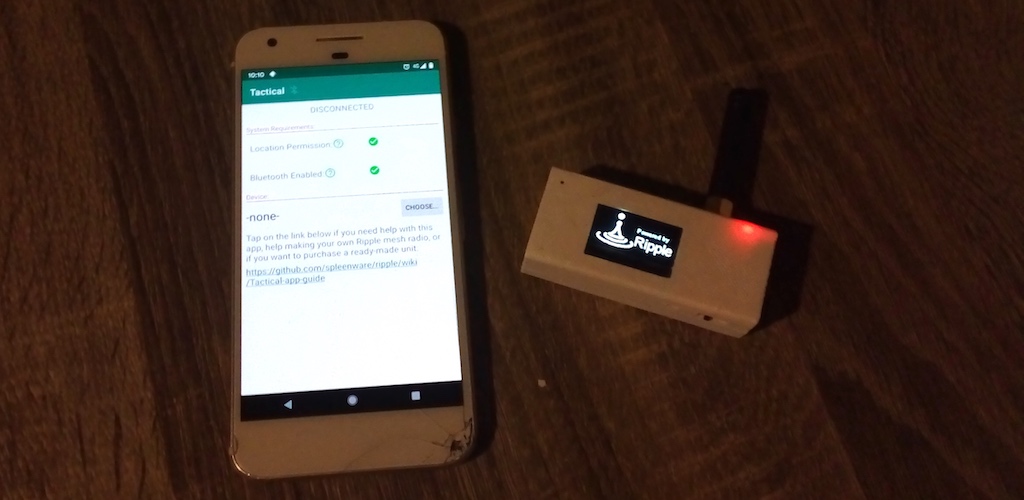 10:10
4G
Tactical
DISCONNECTED
System Requirements:
Location Permission:
Bluetooth Enabled:
Device:
-none-
CHOOSE...
Tap on the link below if you need help with this
app, help making your own Ripple mesh radio, or
if you want to purchase a ready-made unit.
https://github.com/spleenware/ripple/wiki
/Tactical-app-guide
Powered by
Ripple